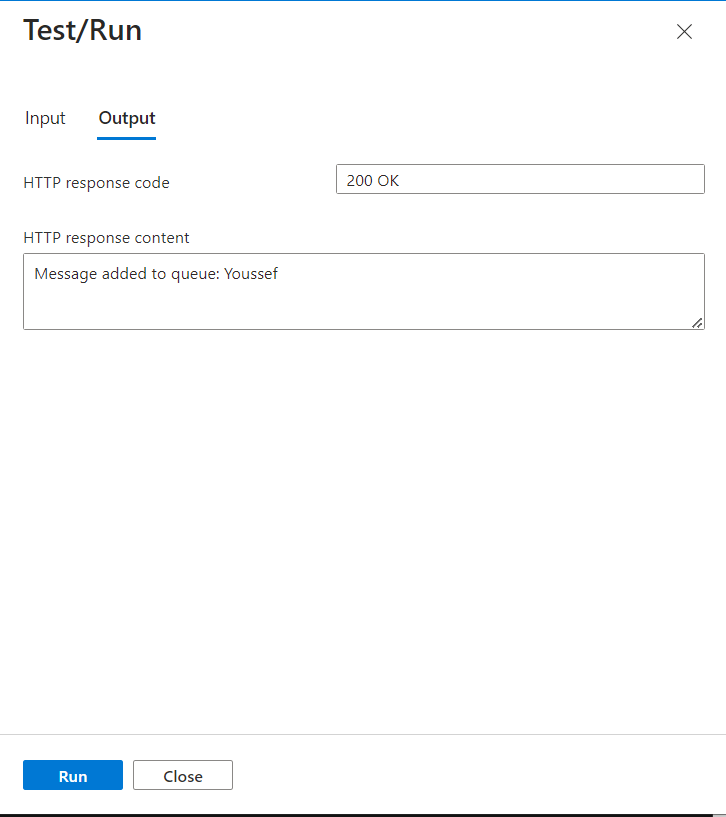 Test/Run
Input Output
HTTP response code 200 OK
HTTP response content
Message added to queue: Youssef
Run Close